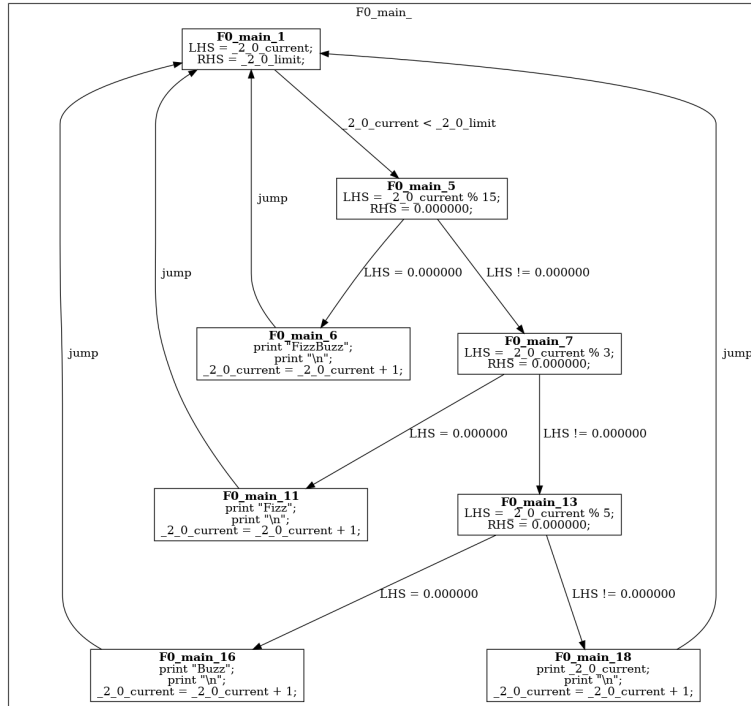 F0_main_
F0_main_1
LHS = _2_0_current;
RHS = _2_0_limit;
_2_0_current < _2_0_limit
F0_main_5
LHS = _2_0_current % 15;
RHS = 0.000000;
jump
LHS = 0.000000
LHS != 0.000000
jump
F0_main_6
print "FizzBuzz";
print "\n";
_2_0_current = _2_0_current + 1;
F0_main_7
LHS = _2_0_current % 3;
RHS = 0.000000;
jump
jump
LHS = 0.000000
LHS != 0.000000
F0_main_11
print "Fizz";
print "\n";
_2_0_current = _2_0_current + 1;
F0_main_13
LHS = _2_0_current % 5;
RHS = 0.000000;
LHS = 0.000000
LHS != 0.000000
F0_main_16
print "Buzz";
print "\n";
_2_0_current = _2_0_current + 1;
F0_main_18
print _2_0_current;
print "\n";
_2_0_current = _2_0_current + 1;